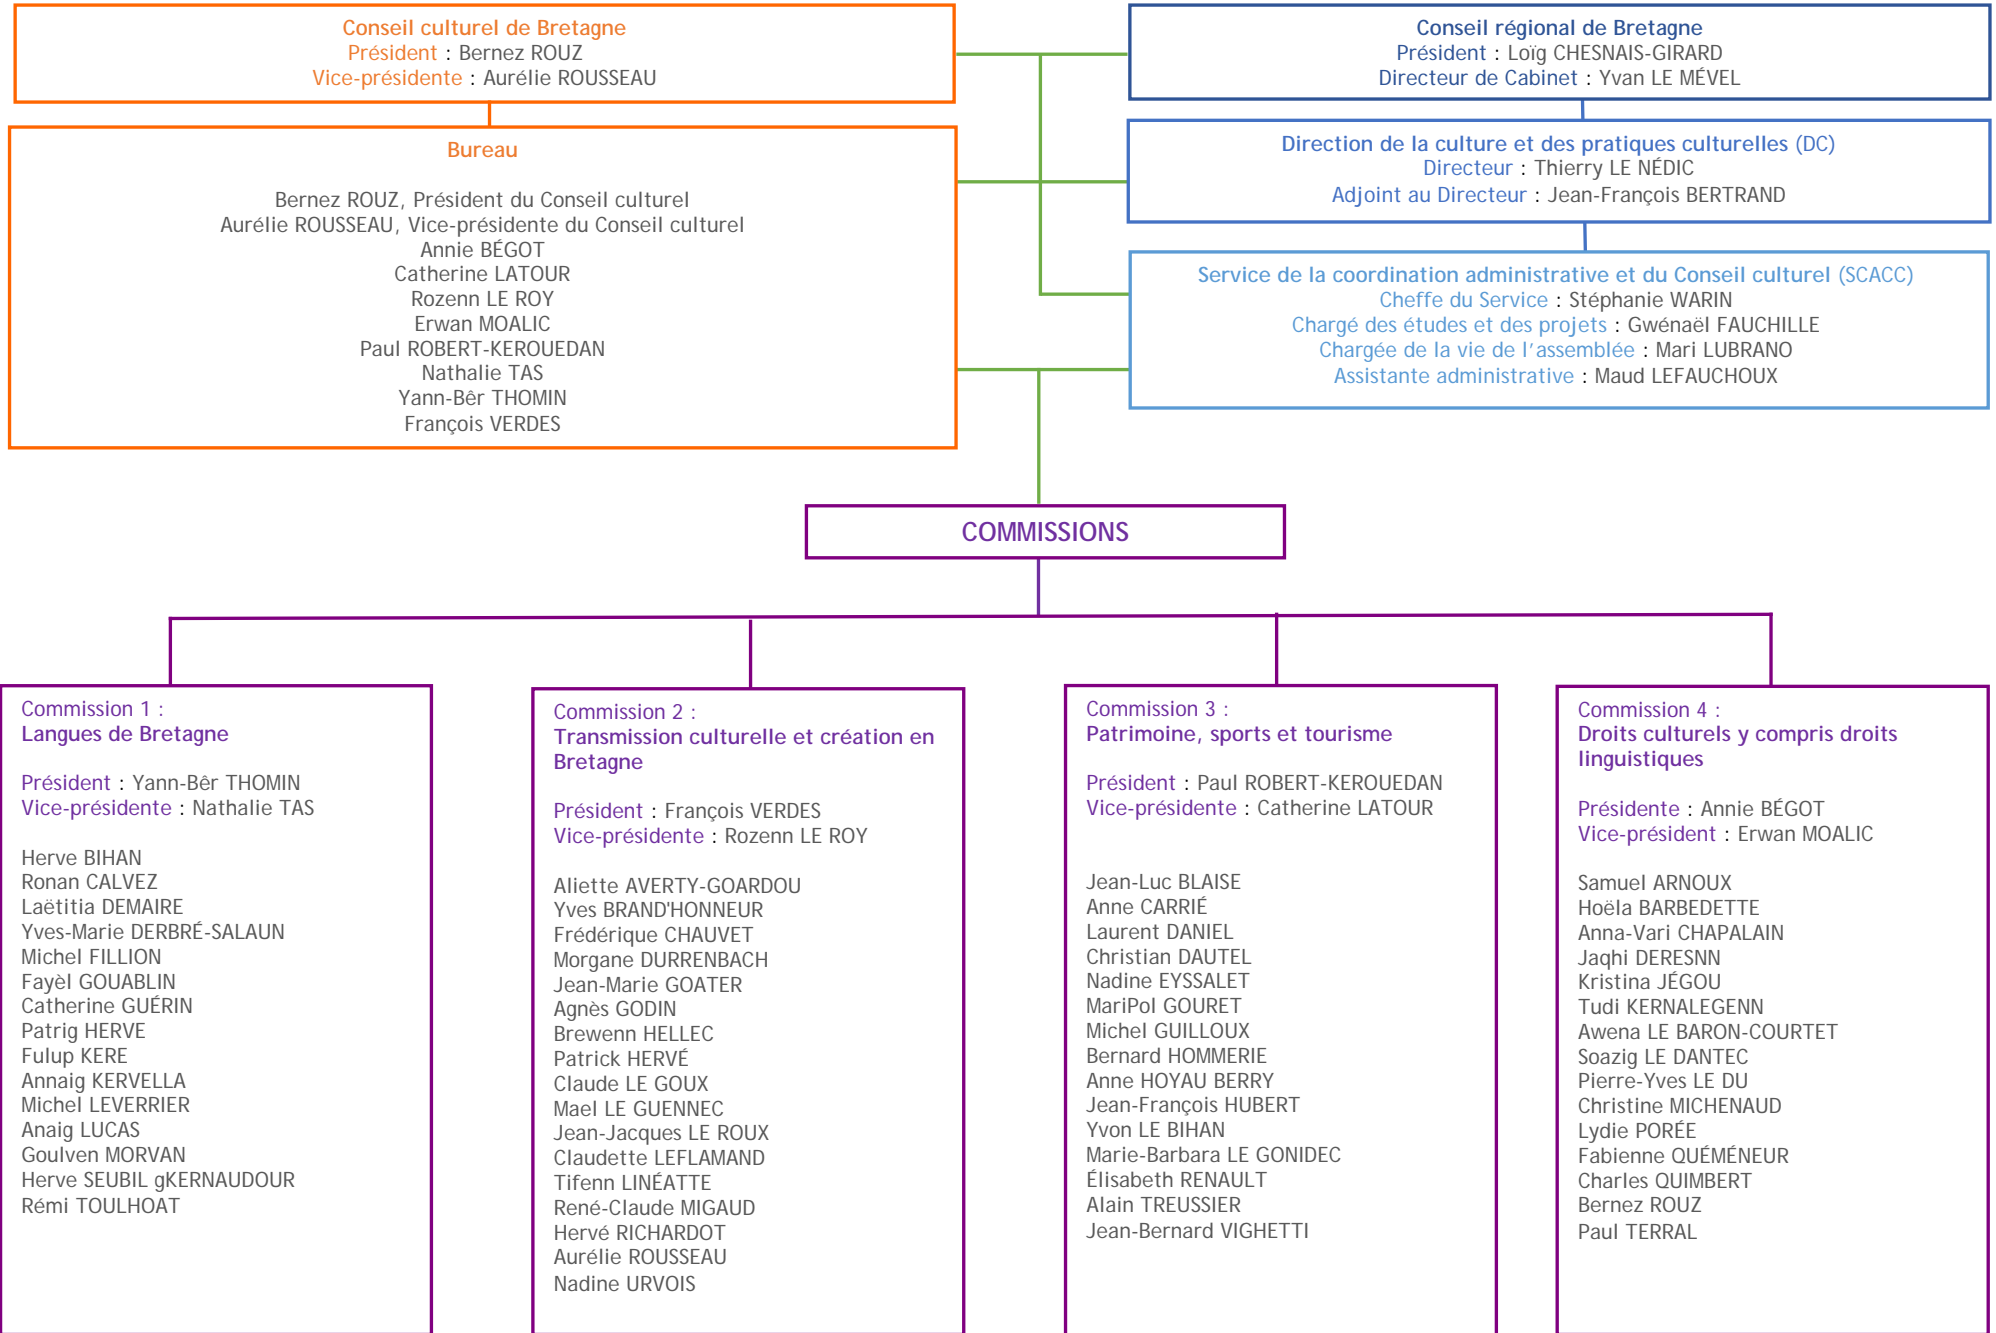 Conseil culturel de Bretagne
Président : Bernez ROUZ
Vice-présidente : Aurélie ROUSSEAU
Conseil régional de Bretagne
Président : Loïg CHESNAIS-GIRARD
Directeur de Cabinet : Yvan LE MÉVEL
Bureau
Bernez ROUZ, Président du Conseil culturel
Aurélie ROUSSEAU, Vice-présidente du Conseil culturel
Annie BÉGOT
Catherine LATOUR
Rozenn LE ROY
Erwan MOALIC
Paul ROBERT-KEROUEDAN
Nathalie TAS
Yann-Bêr THOMIN
François VERDES
Direction de la culture et des pratiques culturelles (DC)
Directeur : Thierry LE NÉDIC
Adjoint au Directeur : Jean-François BERTRAND
Service de la coordination administrative et du Conseil culturel (SCACC)
Cheffe du Service : Stéphanie WARIN
Chargé des études et des projets : Gwénaël FAUCHILLE
Chargée de la vie de l'assemblée : Mari LUBRANO
Assistante administrative : Maud LEFAUCHOUX
COMMISSIONS
Commission 1 :
Langues de Bretagne
Président : Yann-Bêr THOMIN
Vice-présidente : Nathalie TAS
Herve BIHAN
Ronan CALVEZ
Laëtitia DEMAIRE
Yves-Marie DERBRÉ-SALAUN
Michel FILLION
Fayèl GOUABLIN
Catherine GUÉRIN
Patrig HERVE
Fulup KERE
Annaig KERVELLA
Michel LEVERRIER
Anaig LUCAS
Goulven MORVAN
Herve SEUBIL gKERNAUDOUR
Rémi TOULHOAT
Commission 2 :
Transmission culturelle et création en
Bretagne
Président : François VERDES
Vice-présidente : Rozenn LE ROY
Aliette AVERTY-GOARDOU
Yves BRAND'HONNEUR
Frédérique CHAUVET
Morgane DURRENBACH
Jean-Marie GOATER
Agnès GODIN
Brewenn HELLEC
Patrick HERVÉ
Claude LE GOUX
Mael LE GUENNEC
Jean-Jacques LE ROUX
Claudette LEFLAMAND
Tifenn LINÉATTE
René-Claude MIGAUD
Hervé RICHARDOT
Aurélie ROUSSEAU
Nadine URVOIS
Commission 3 :
Patrimoine, sports et tourisme
Président : Paul ROBERT-KEROUEDAN
Vice-présidente : Catherine LATOUR
Jean-Luc BLAISE
Anne CARRIÉ
Laurent DANIEL
Christian DAUTEL
Nadine EYSSALET
MariPol GOURET
Michel GUILLOUX
Bernard HOMMERIE
Anne HOYAU BERRY
Jean-François HUBERT
Yvon LE BIHAN
Marie-Barbara LE GONIDEC
Élisabeth RENAULT
Alain TREUSSIER
Jean-Bernard VIGHETTI
Commission 4 :
Droits culturels y compris droits
linguistiques
Présidente : Annie BÉGOT
Vice-président : Erwan MOALIC
Samuel ARNOUX
Hoëla BARBEDETTE
Anna-Vari CHAPALAIN
Jaqhi DERESNN
Kristina JÉGOU
Tudi KERNALEGENN
Awena LE BARON-COURTET
Soazig LE DANTEC
Pierre-Yves LE DU
Christine MICHENAUD
Lydie PORÉE
Fabienne QUÉMÉNEUR
Charles QUIMBERT
Bernez ROUZ
Paul TERRAL